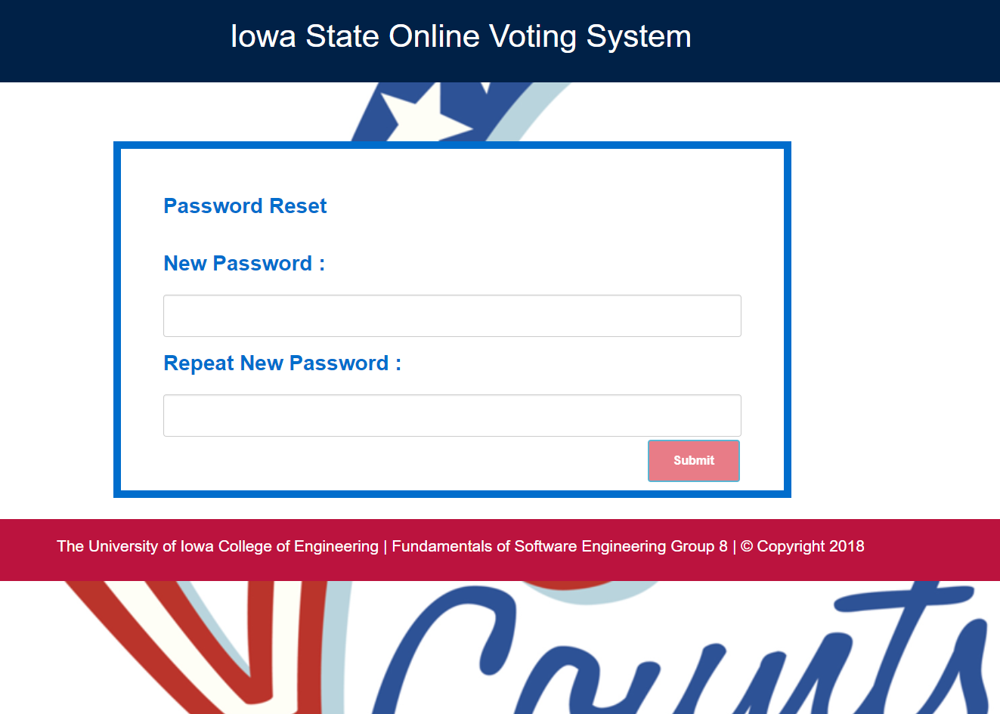 Iowa State Online Voting System
Password Reset
New Password :
Repeat New Password :
Submit
The University of Iowa College of Engineering | Fundamentals of Software Engineering Group 8 | © Copyright 2018
Counts